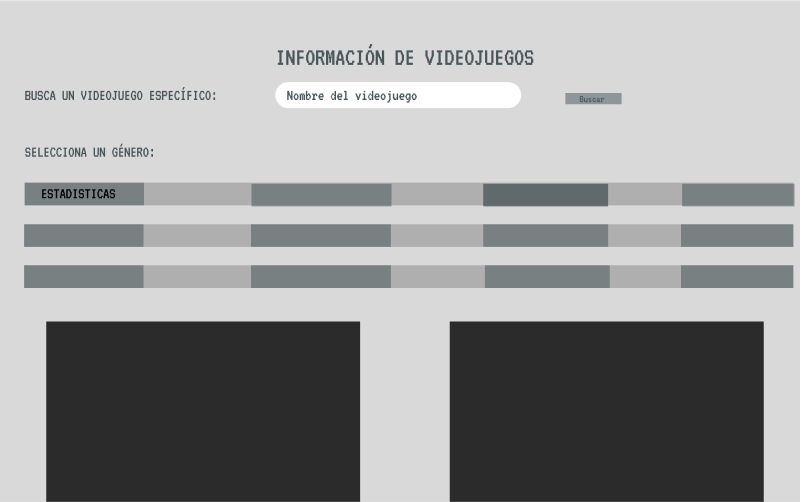 INFORMACIÓN DE VIDEOJUEGOS
BUSCA UN VIDEOJUEGO ESPECÍFICO:
Nombre del videojuego
Buscar
SELECCIONA UN GÉNERO:
ESTADISTICAS